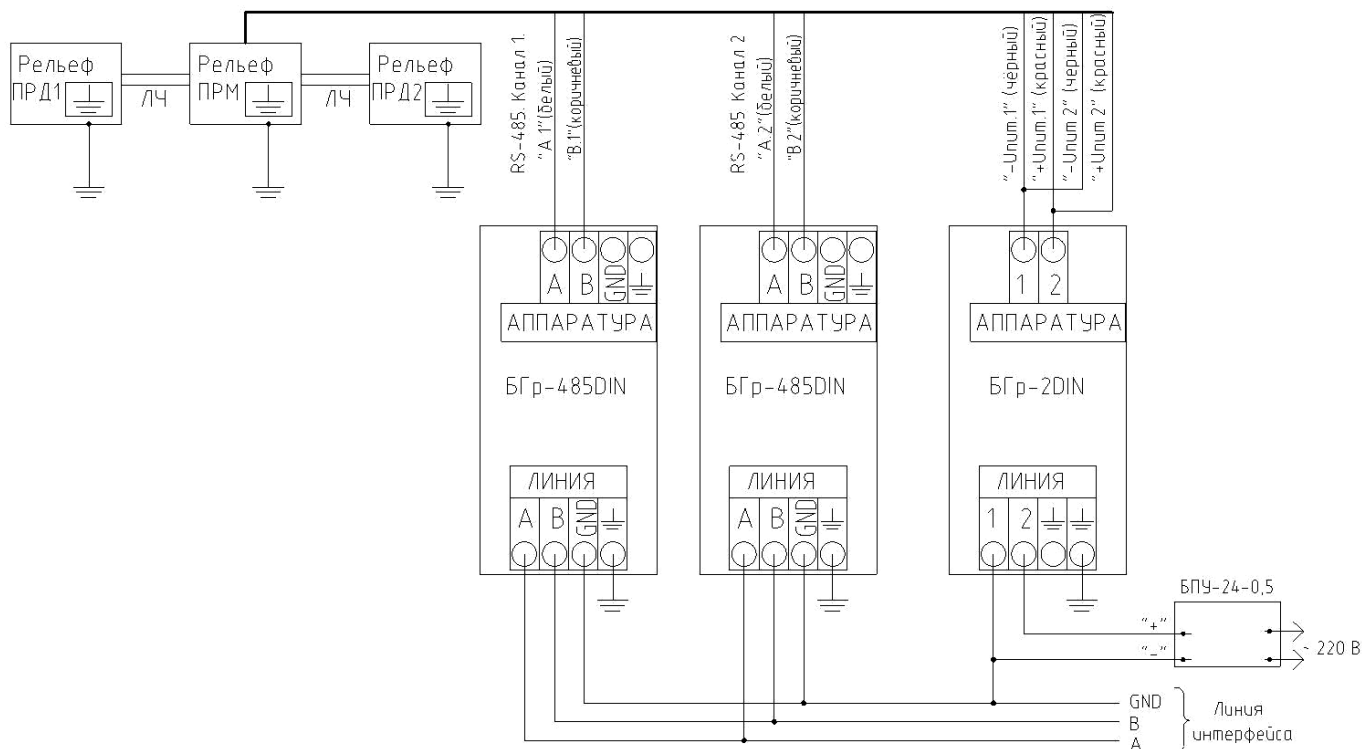 Рельеф
ПРД1
ЛЧ
Рельеф
ПРМ
ЛЧ
Рельеф
ПРД2
RS-485. Канал 1.
"А.1"(белый)
"В.1"(коричневый)
RS-485 Канал 2
"А.2"(белый)
"В.2"(коричневый)
"-Uпит.1" (чёрный)
"+Uпит.1" (красный)
"-Uпит 2" (черный)
"+Uпит 2" (красный)
A B GND
АППАРАТУРА
БГр-485DIN
ЛИНИЯ
A B GND
A B GND
АППАРАТУРА
БГр-485DIN
ЛИНИЯ
A B GND
1 2
АППАРАТУРА
БГр-2DIN
ЛИНИЯ
1 2
БПУ-24-0,5
"+"
"-"
~ 220 В
GND
B
A
Линия
интерфейса